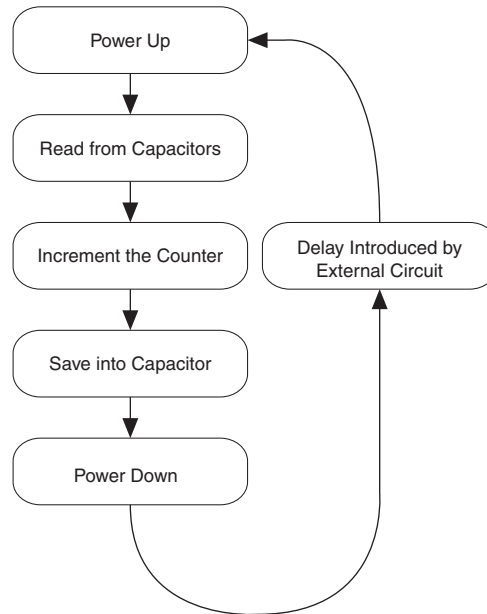 Power Up
Read from Capacitors
Increment the Counter
Delay Introduced by
External Circuit
Save into Capacitor
Power Down